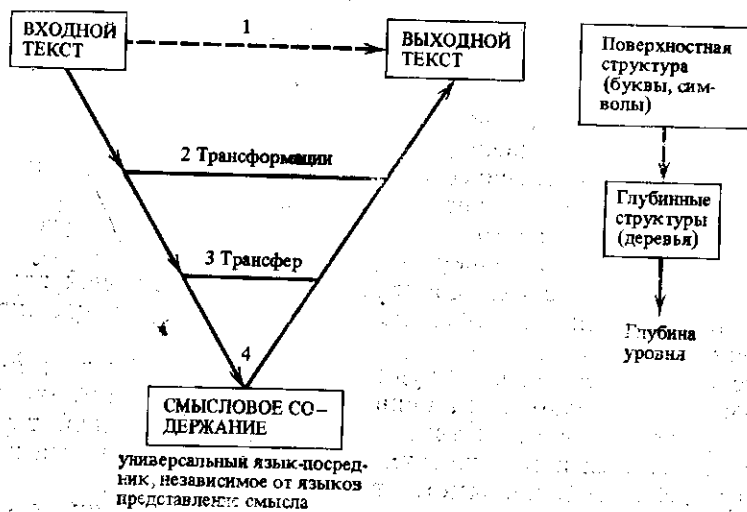 ВХОДНОЙ
ТЕКСТ
1
ВЫХОДНОЙ
ТЕКСТ
2 Трансформации
3 Трансфер
4
СМЫСЛОВОЕ СО-
ДЕРЖАНИЕ
универсальный язык-посред-
ник, независимое от языков
представление смысла
Поверхностная
структура
(буквы, сим-
волы)
Глубинные
структуры
(деревья)
Глубина
уровня